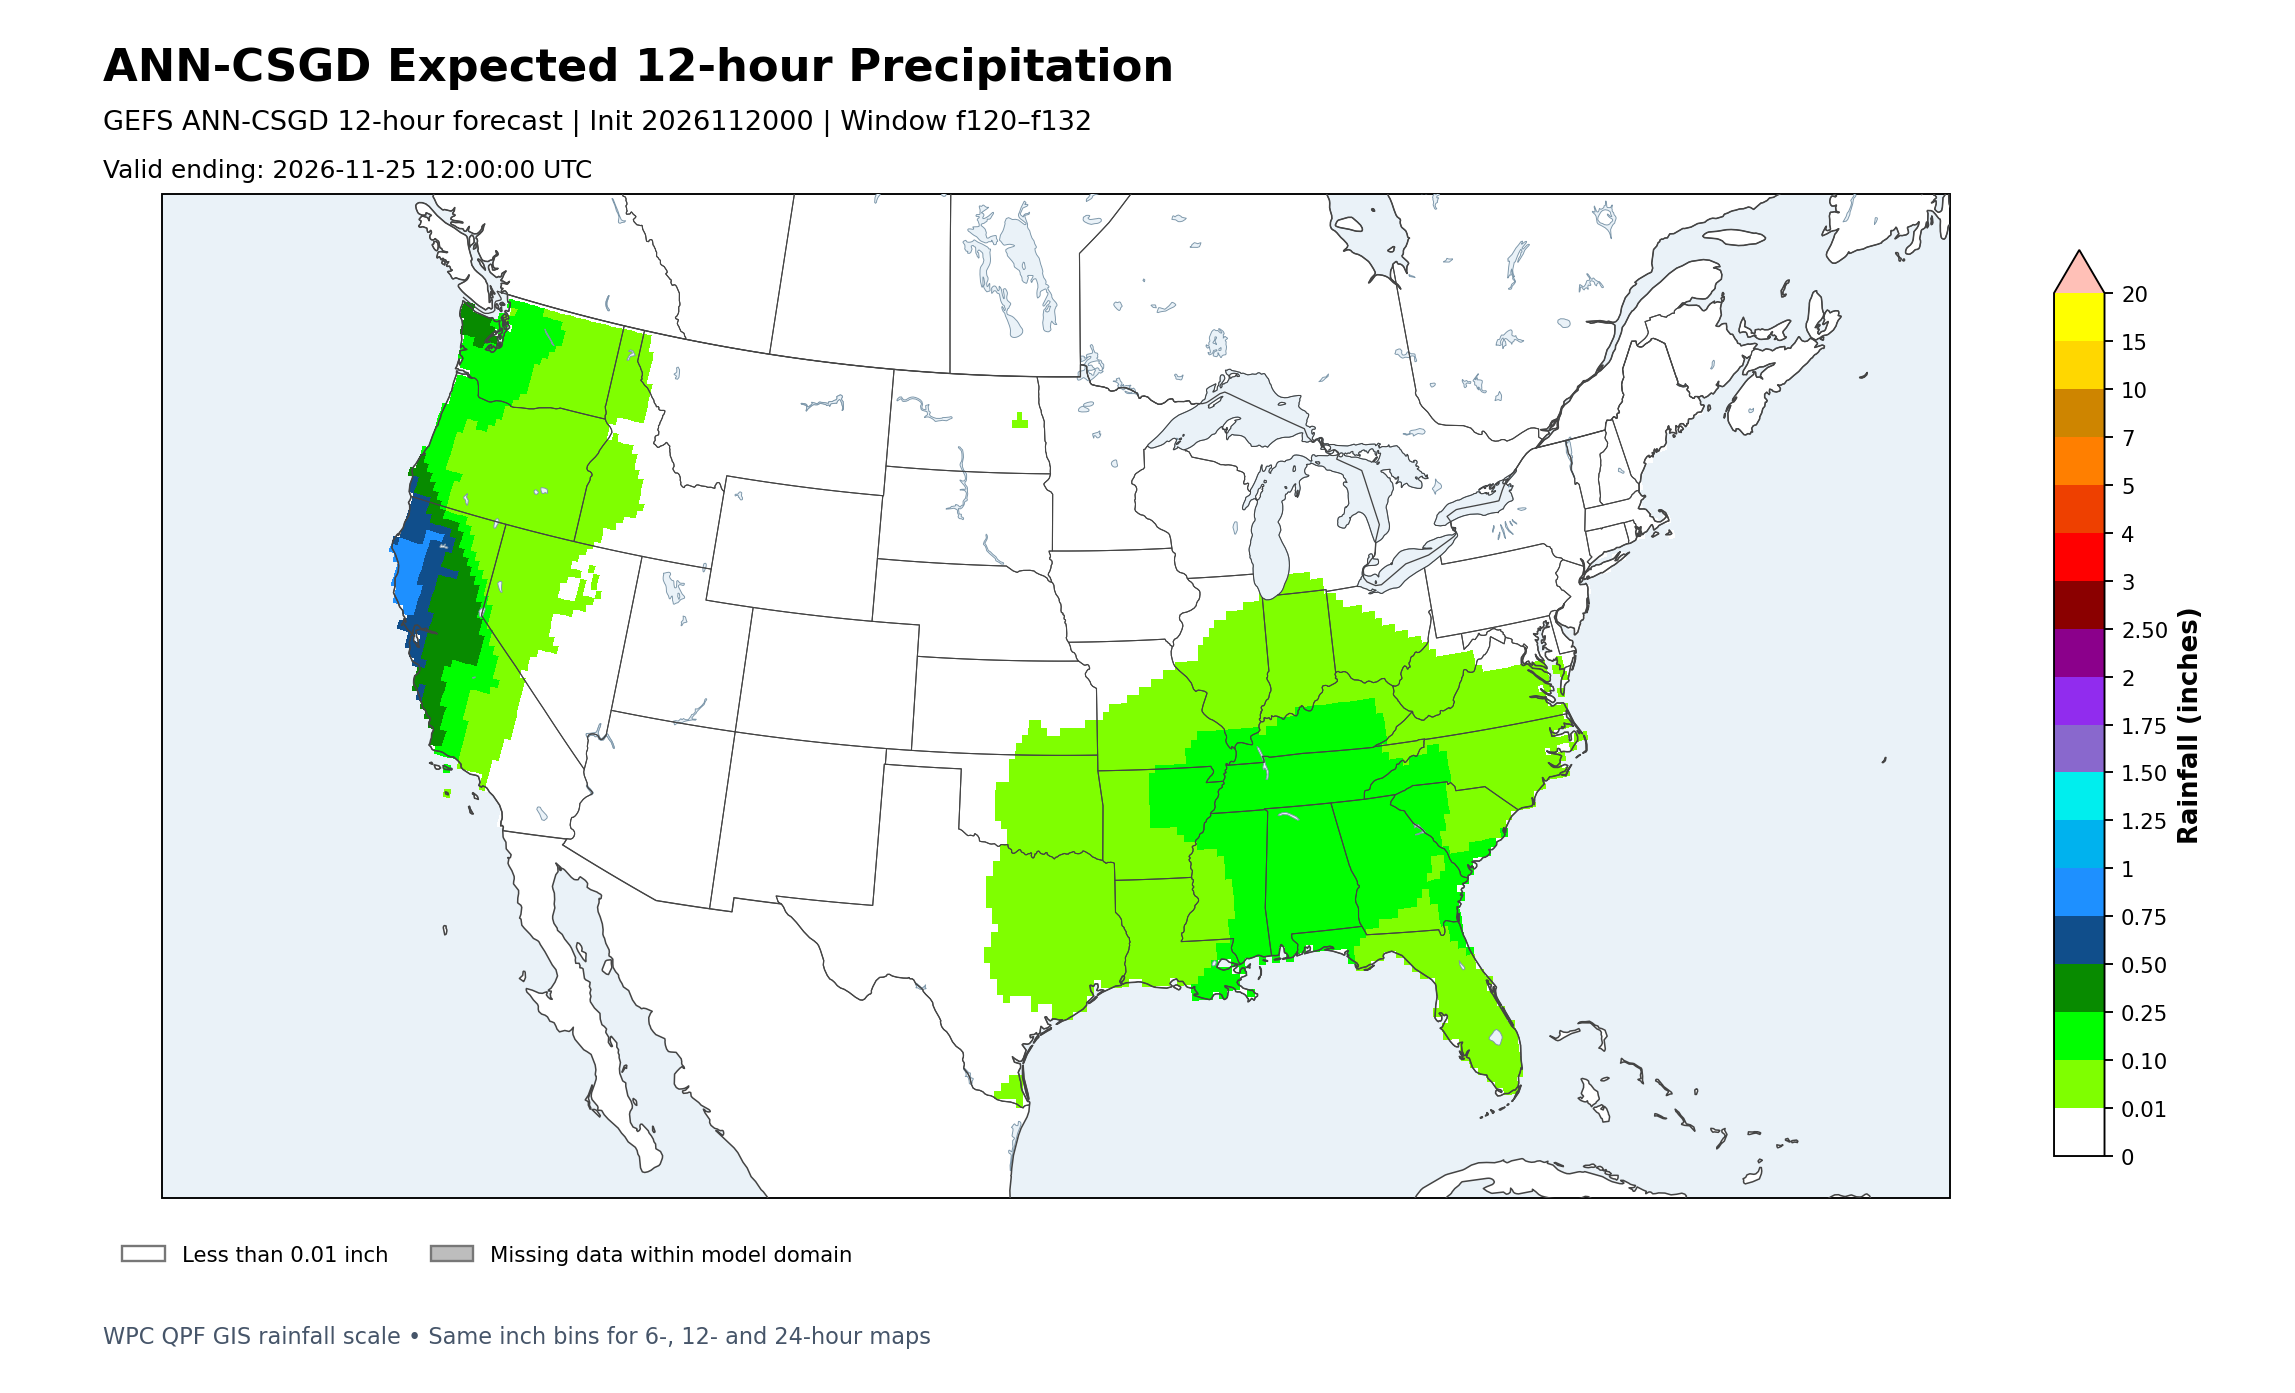 ANN-CSGD Expected 12-hour Precipitation
GEFS ANN-CSGD 12-hour forecast | Init 2026112000 | Window f120–f132
Valid ending: 2026-11-25 12:00:00 UTC
20
15
10
7
5
4
3
2.50
2
1.75
1.50
1.25
1
0.75
0.50
0.25
0.10
0.01
0
Rainfall (inches)
Less than 0.01 inch
Missing data within model domain
WPC QPF GIS rainfall scale • Same inch bins for 6-, 12- and 24-hour maps